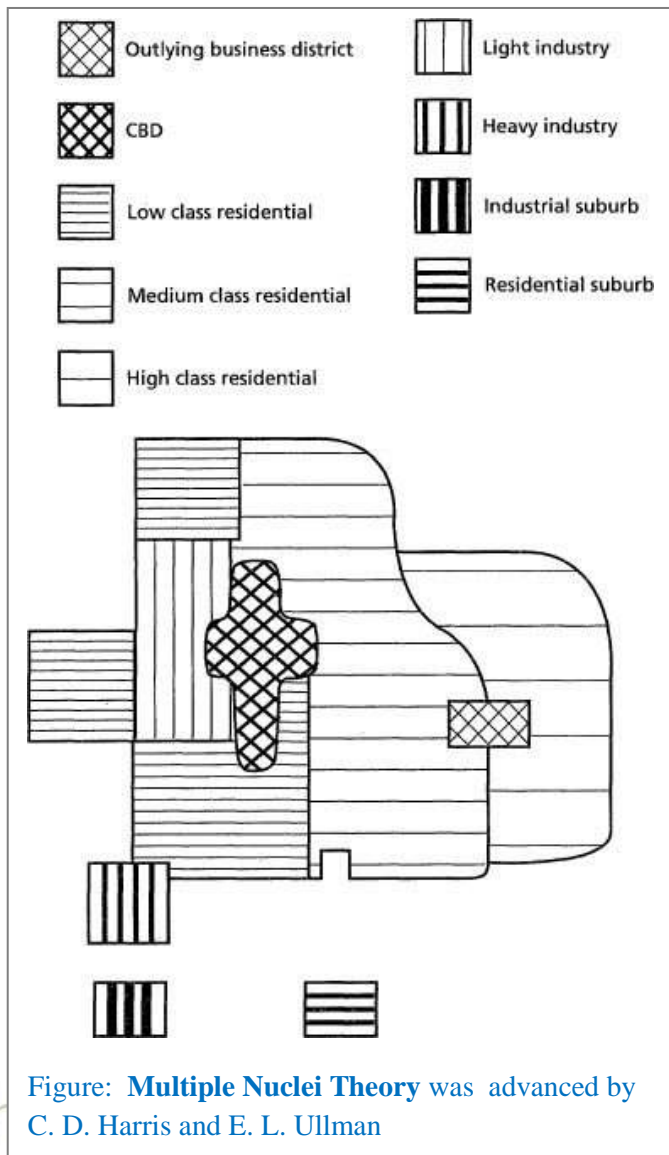 Outlying business district
CBD
Low class residential
Medium class residential
High class residential
Light industry
Heavy industry
Industrial suburb
Residential suburb
Figure: Multiple Nuclei Theory was advanced by
C. D. Harris and E. L. Ullman